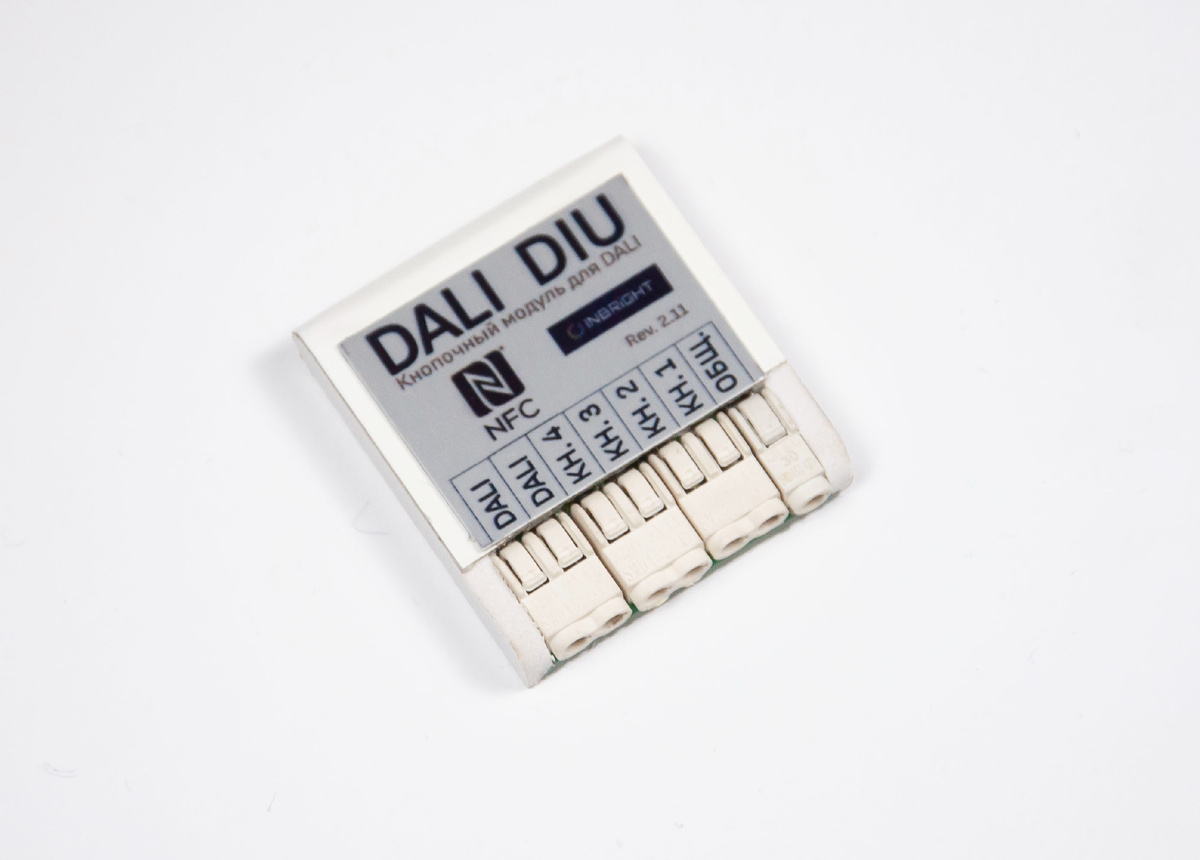 DALI DIU
Кнопочный модуль для DALI
INBRIGHT
Rev. 2.11
NFC
DALI
DALI
КН. 4
КН. 3
КН. 2
КН. 1
ОБЩ.